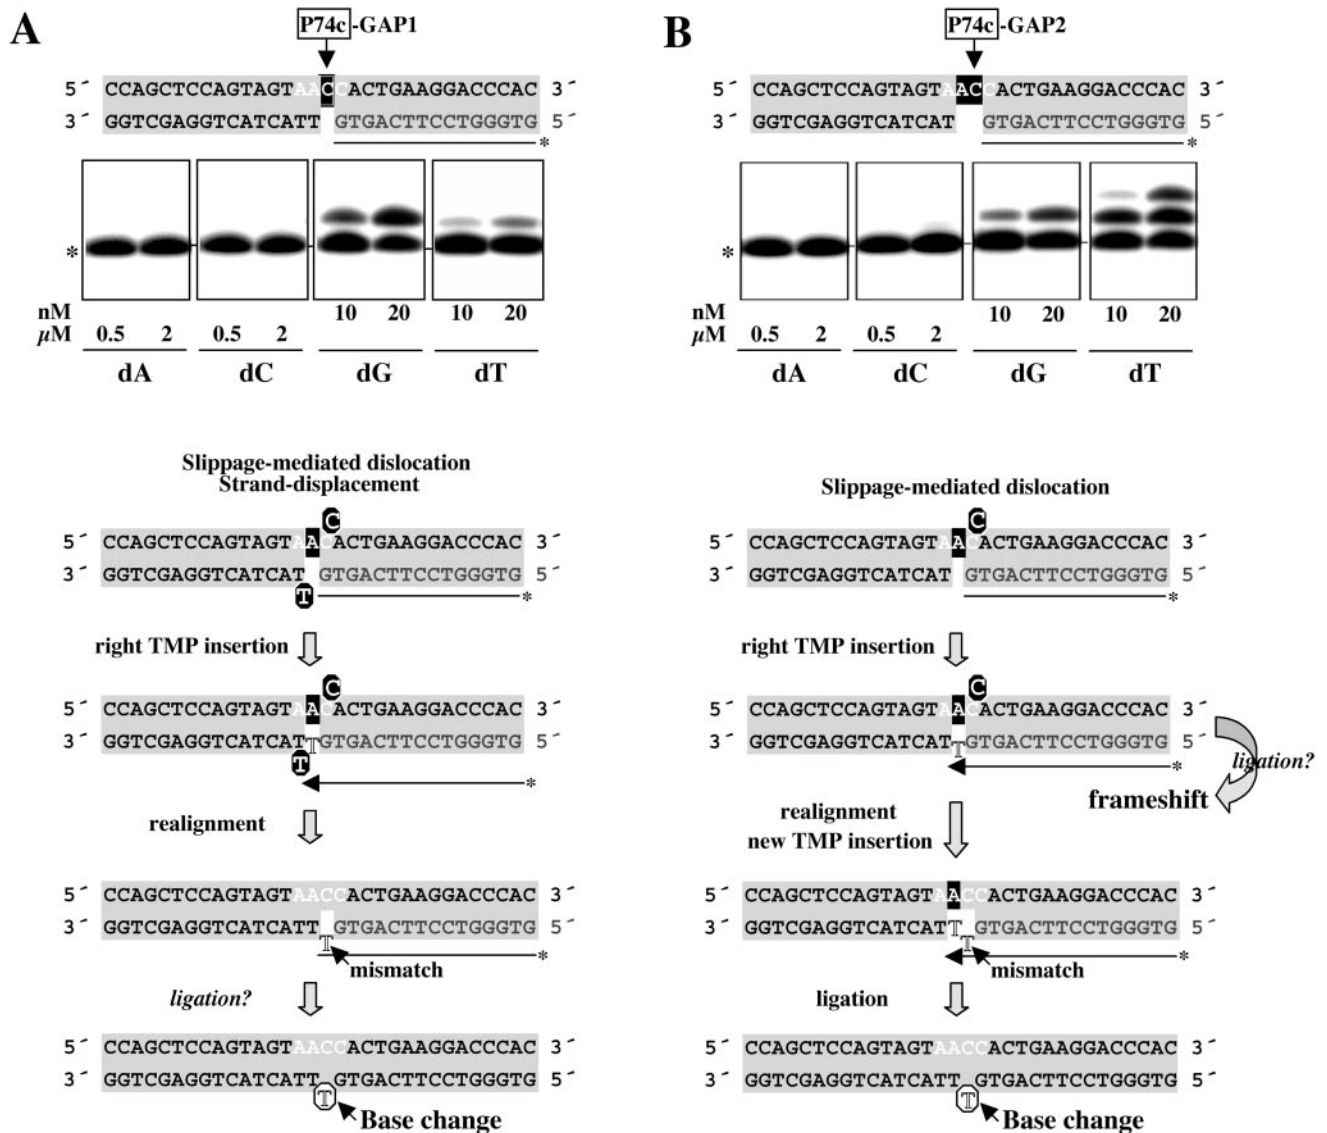 A
P74c -GAP1
5´ CCAGCTCCAGTAGTAACCACTGAAGGACCCAC 3´
3´ GGTCGAGGTCATCATT GTGACTTCCTGGGTG 5´
*
*
nM 10 20 10 20
µM 0.5 2 0.5 2
dA dC dG dT
Slippage-mediated dislocation
Strand-displacement
C
5´ CCAGCTCCAGTAGTAACACTGAAGGACCCAC 3´
3´ GGTCGAGGTCATCAT GTGACTTCCTGGGTG 5´
T *
right TMP insertion
C
5´ CCAGCTCCAGTAGTAACACTGAAGGACCCAC 3´
3´ GGTCGAGGTCATCATTGTGACTTCCTGGGTG 5´
T *
realignment
5´ CCAGCTCCAGTAGTAACCACTGAAGGACCCAC 3´
3´ GGTCGAGGTCATCATT GTGACTTCCTGGGTG 5´
T *
mismatch
ligation?
5´ CCAGCTCCAGTAGTAACCACTGAAGGACCCAC 3´
3´ GGTCGAGGTCATCATT GTGACTTCCTGGGTG 5´
T
Base change
B
P74c -GAP2
5´ CCAGCTCCAGTAGTAACCACTGAAGGACCCAC 3´
3´ GGTCGAGGTCATCAT GTGACTTCCTGGGTG 5´
*
*
nM 10 20 10 20
µM 0.5 2 0.5 2
dA dC dG dT
Slippage-mediated dislocation
C
5´ CCAGCTCCAGTAGTAACACTGAAGGACCCAC 3´
3´ GGTCGAGGTCATCAT GTGACTTCCTGGGTG 5´
*
right TMP insertion
C
5´ CCAGCTCCAGTAGTAACACTGAAGGACCCAC 3´
3´ GGTCGAGGTCATCATTGTGACTTCCTGGGTG 5´
*
ligation?
frameshift
realignment
new TMP insertion
5´ CCAGCTCCAGTAGTAACCACTGAAGGACCCAC 3´
3´ GGTCGAGGTCATCATT GTGACTTCCTGGGTG 5´
T *
mismatch
ligation
5´ CCAGCTCCAGTAGTAACCACTGAAGGACCCAC 3´
3´ GGTCGAGGTCATCATT GTGACTTCCTGGGTG 5´
T
Base change